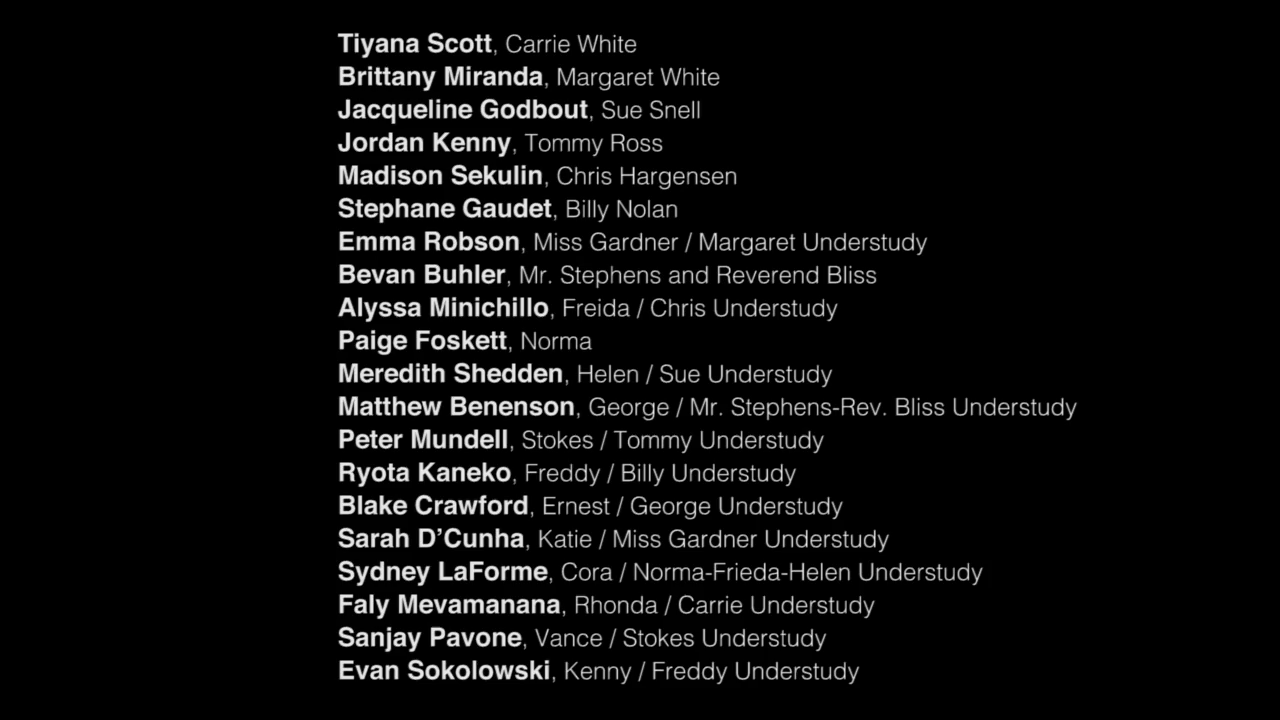 Tiyana Scott, Carrie White
Brittany Miranda, Margaret White
Jacqueline Godbout, Sue Snell
Jordan Kenny, Tommy Ross
Madison Sekulin, Chris Hargensen
Stephane Gaudet, Billy Nolan
Emma Robson, Miss Gardner / Margaret Understudy
Bevan Buhler, Mr. Stephens and Reverend Bliss
Alyssa Minichillo, Freida / Chris Understudy
Paige Foskett, Norma
Meredith Shedden, Helen / Sue Understudy
Matthew Benenson, George / Mr. Stephens-Rev. Bliss Understudy
Peter Mundell, Stokes / Tommy Understudy
Ryota Kaneko, Freddy / Billy Understudy
Blake Crawford, Ernest / George Understudy
Sarah D’Cunha, Katie / Miss Gardner Understudy
Sydney LaForme, Cora / Norma-Frieda-Helen Understudy
Faly Mevamanana, Rhonda / Carrie Understudy
Sanjay Pavone, Vance / Stokes Understudy
Evan Sokolowski, Kenny / Freddy Understudy